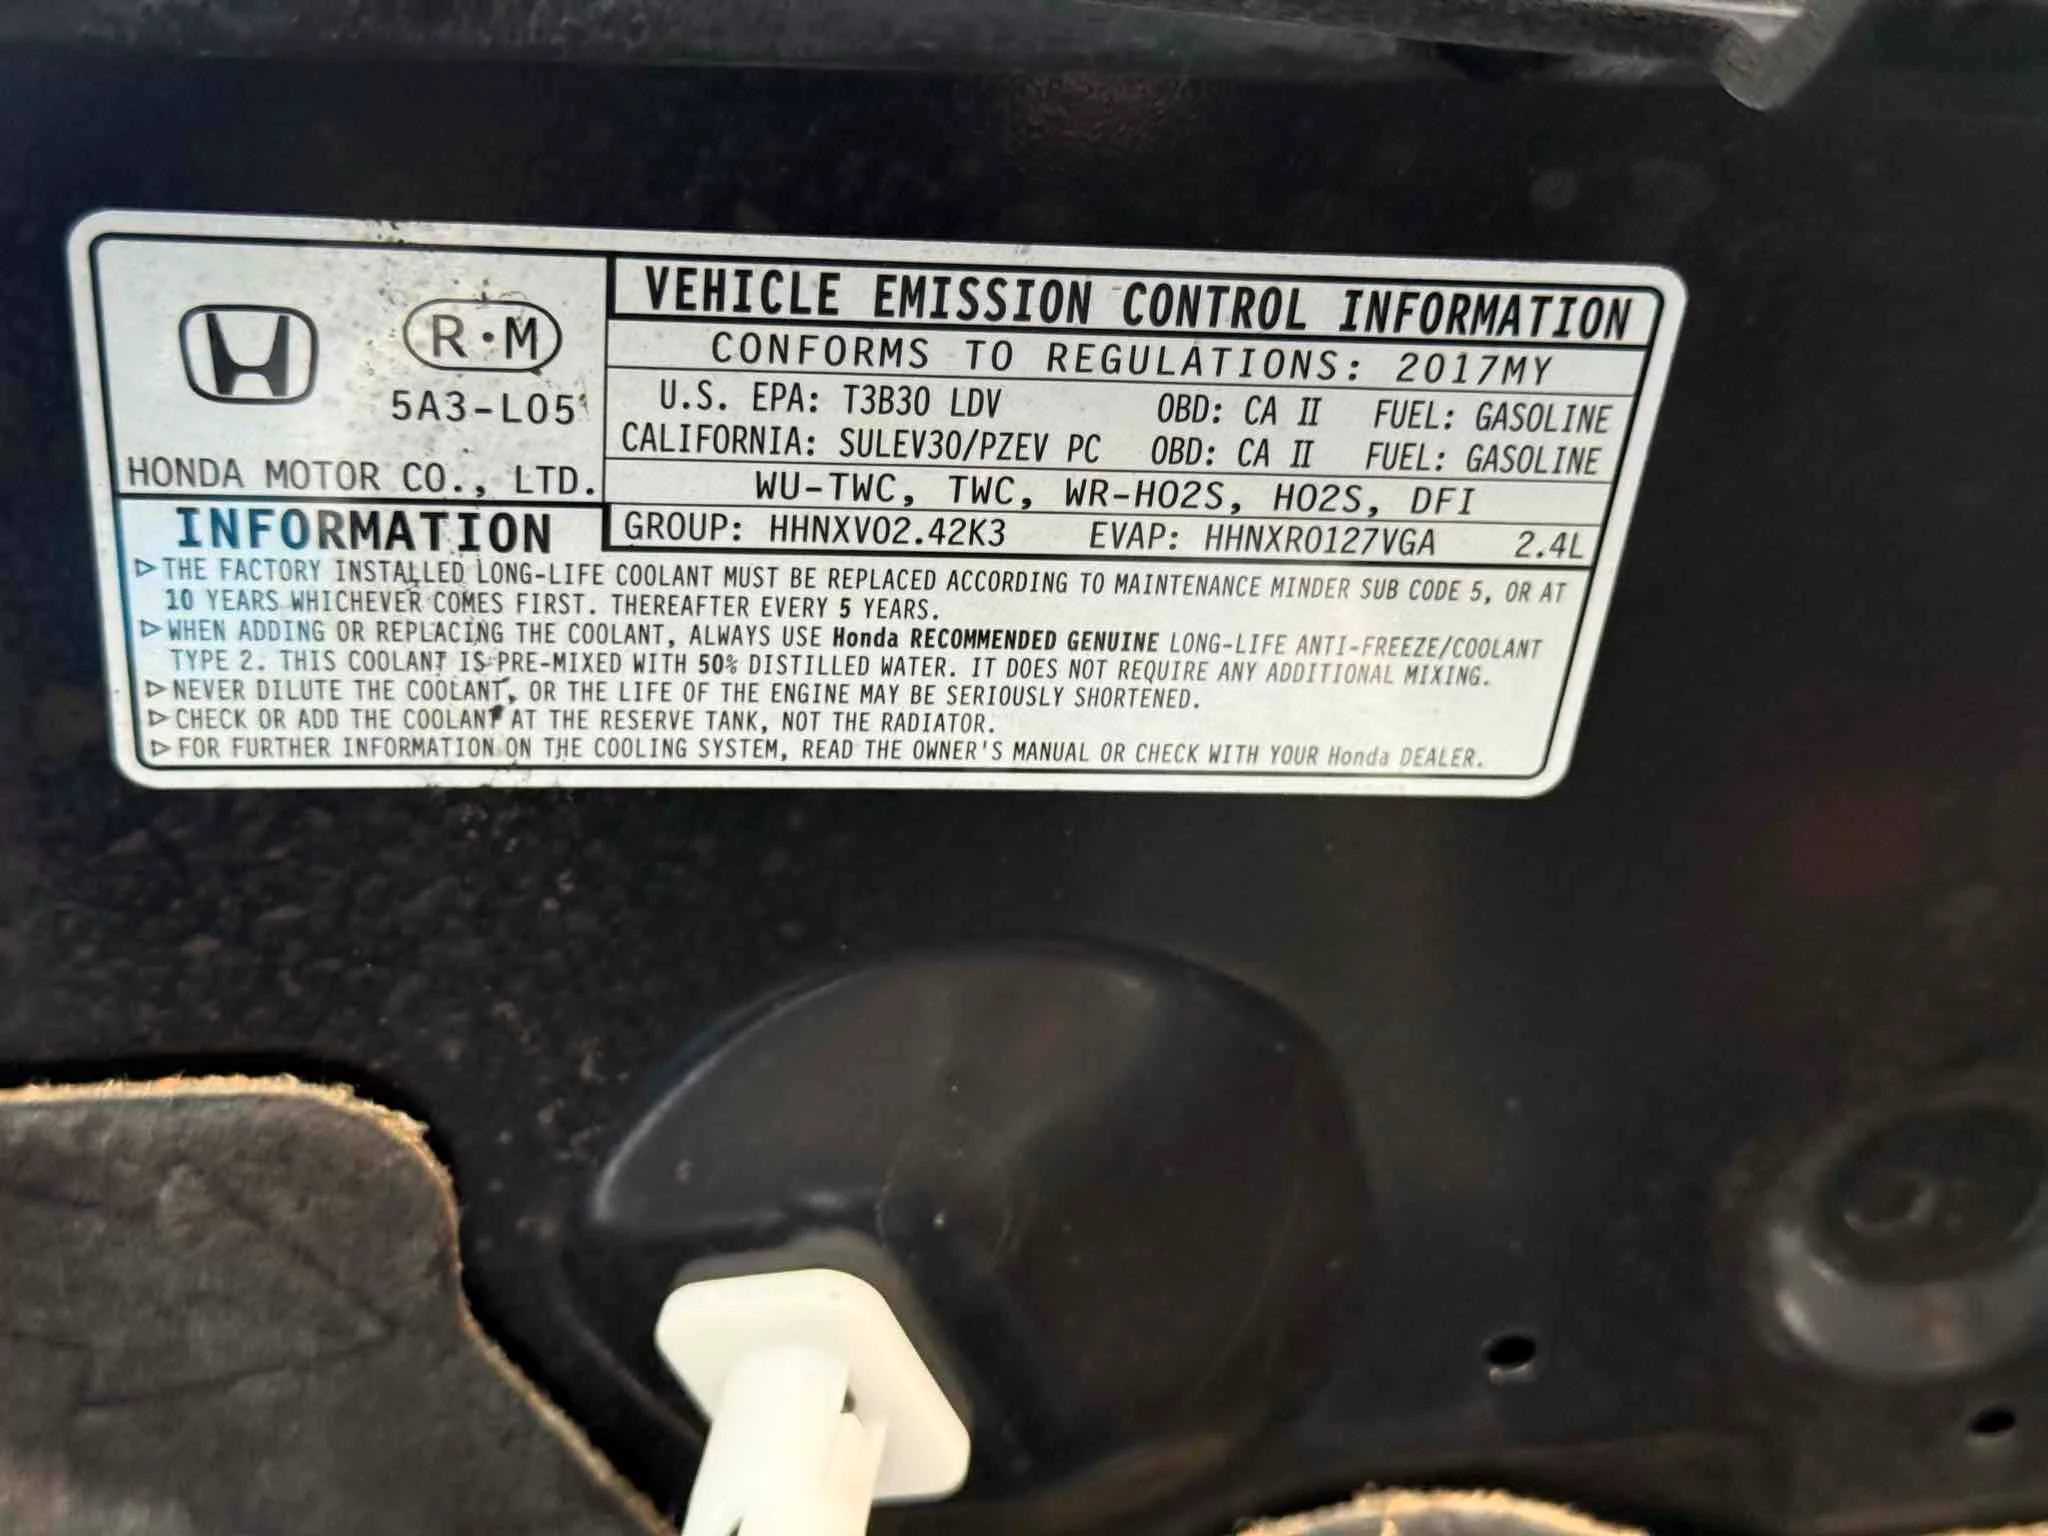 R·M
5A3-L05
HONDA MOTOR CO., LTD.
VEHICLE EMISSION CONTROL INFORMATION
CONFORMS TO REGULATIONS: 2017MY
U.S. EPA: T3B30 LDV OBD: CA II FUEL: GASOLINE
CALIFORNIA: SULEV30/PZEV PC OBD: CA II FUEL: GASOLINE
WU-TWC, TWC, WR-HO2S, HO2S, DFI
GROUP: HHNXV02.42K3 EVAP: HHNXR0127VGA 2.4L
INFORMATION
▷THE FACTORY INSTALLED LONG-LIFE COOLANT MUST BE REPLACED ACCORDING TO MAINTENANCE MINDER SUB CODE 5, OR AT
10 YEARS WHICHEVER COMES FIRST. THEREAFTER EVERY 5 YEARS.
▷WHEN ADDING OR REPLACING THE COOLANT, ALWAYS USE Honda RECOMMENDED GENUINE LONG-LIFE ANTI-FREEZE/COOLANT
TYPE 2. THIS COOLANT IS PRE-MIXED WITH 50% DISTILLED WATER. IT DOES NOT REQUIRE ANY ADDITIONAL MIXING.
▷NEVER DILUTE THE COOLANT, OR THE LIFE OF THE ENGINE MAY BE SERIOUSLY SHORTENED.
▷CHECK OR ADD THE COOLANT AT THE RESERVE TANK, NOT THE RADIATOR.
▷FOR FURTHER INFORMATION ON THE COOLING SYSTEM, READ THE OWNER'S MANUAL OR CHECK WITH YOUR Honda DEALER.